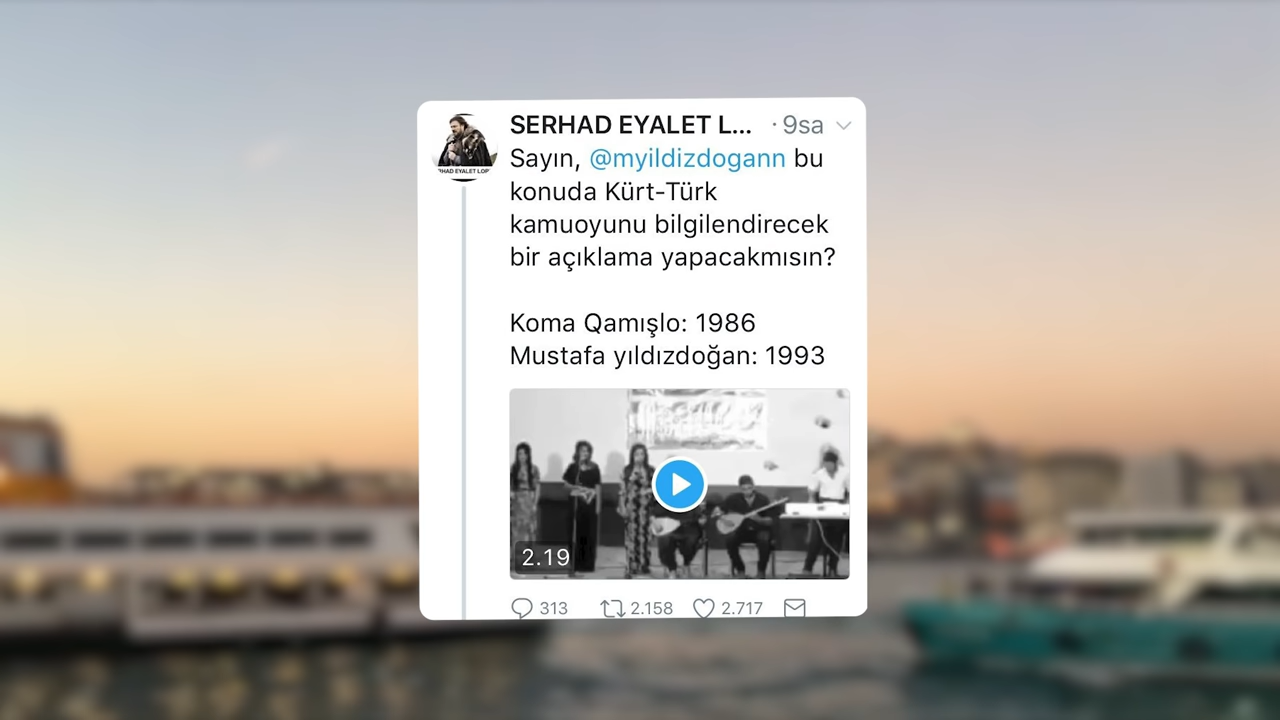 SERHAD EYALET L... · 9sa
Sayın, @myildizdogann bu
konuda Kürt-Türk
kamuoyunu bilgilendirecek
bir açıklama yapacakmısın?
Koma Qamışlo: 1986
Mustafa yıldızdoğan: 1993
2.19
313 2.158 2.717